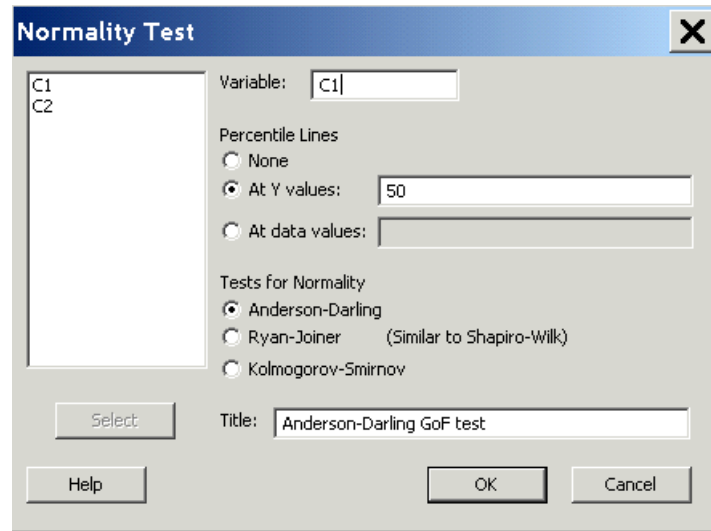 Normality Test
C1
C2
Variable: C1
Percentile Lines
None
At Y values: 50
At data values:
Tests for Normality
Anderson-Darling
Ryan-Joiner (Similar to Shapiro-Wilk)
Kolmogorov-Smirnov
Select
Title: Anderson-Darling GoF test
Help
OK
Cancel